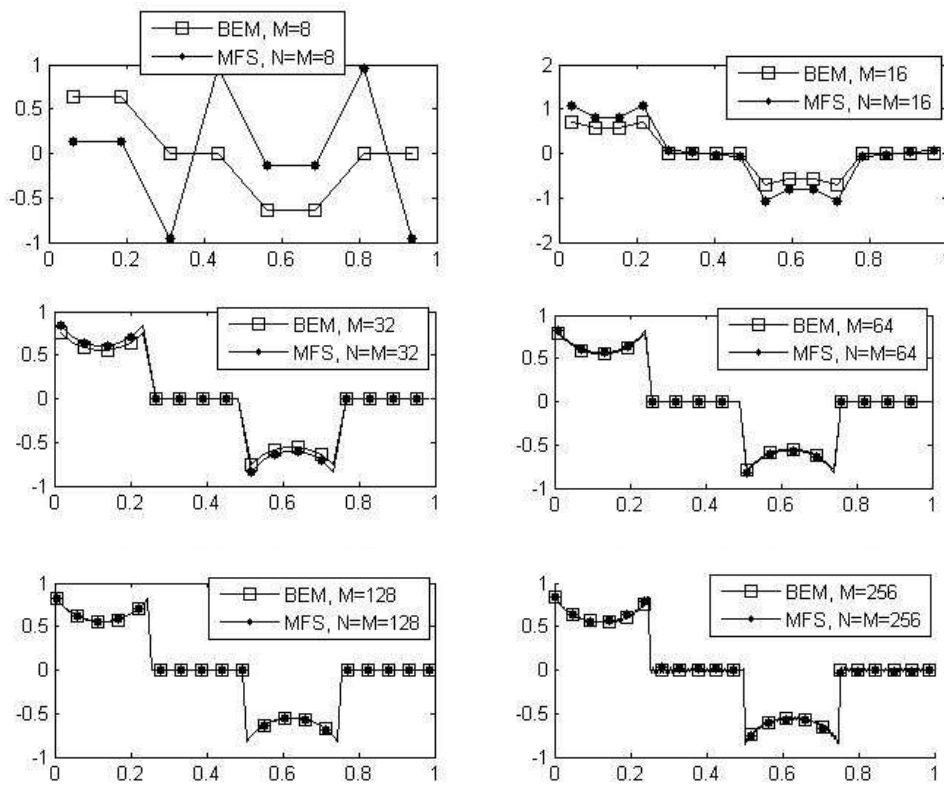 BEM, M=8
MFS, N=M=8
1
0.5
0
-0.5
-1
0 0.2 0.4 0.6 0.8 1
BEM, M=16
MFS, N=M=16
2
1
0
-1
-2
0 0.2 0.4 0.6 0.8 1
BEM, M=32
MFS, N=M=32
1
0.5
0
-0.5
-1
0 0.2 0.4 0.6 0.8 1
BEM, M=64
MFS, N=M=64
1
0.5
0
-0.5
-1
0 0.2 0.4 0.6 0.8 1
BEM, M=128
MFS, N=M=128
1
0.5
0
-0.5
-1
0 0.2 0.4 0.6 0.8 1
BEM, M=256
MFS, N=M=256
1
0.5
0
-0.5
-1
0 0.2 0.4 0.6 0.8 1